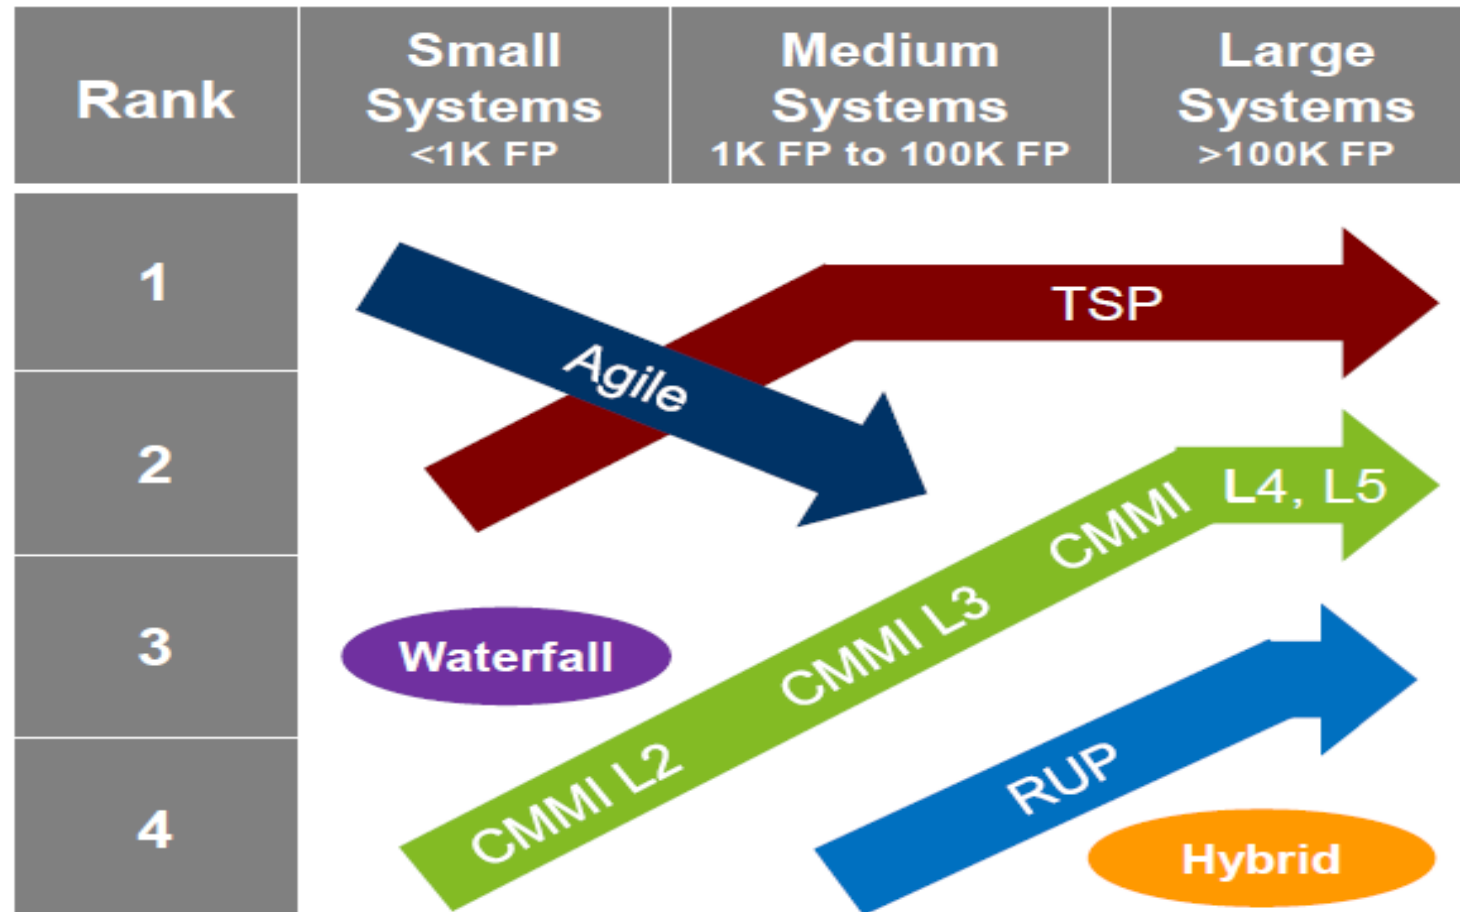 Rank
Small
Systems
<1K FP
Medium
Systems
1K FP to 100K FP
Large
Systems
>100K FP
1
TSP
Agile
2
L4, L5
CMMI
3
Waterfall
CMMI L3
CMMI L2
RUP
4
Hybrid